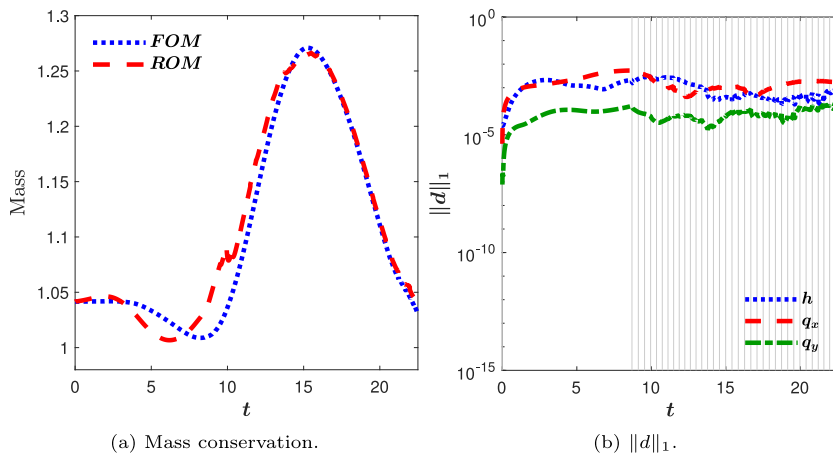 1.3
1.25
1.2
1.15
1.1
1.05
1
Mass
FOM
ROM
0 5 10 15 20
t
(a) Mass conservation.
10^0
10^-5
10^-10
10^-15
‖d‖₁
h
q_x
q_y
0 5 10 15 20
t
(b) ‖d‖₁.